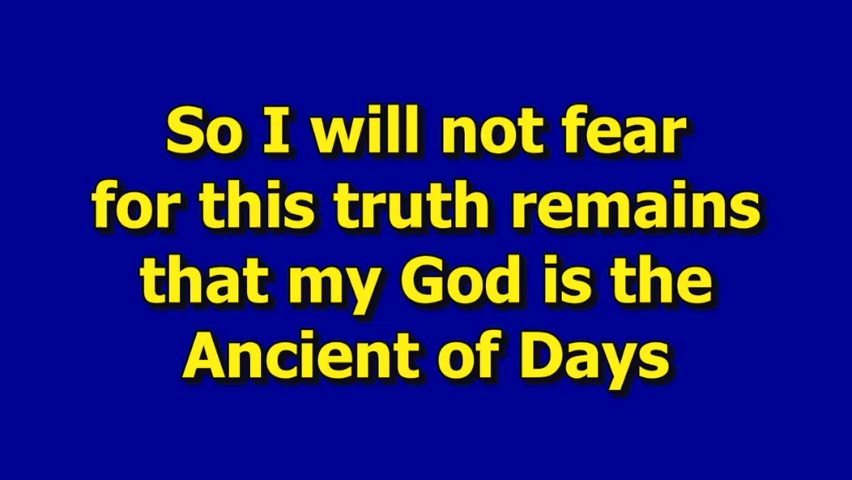 So I will not fear
for this truth remains
that my God is the
Ancient of Days